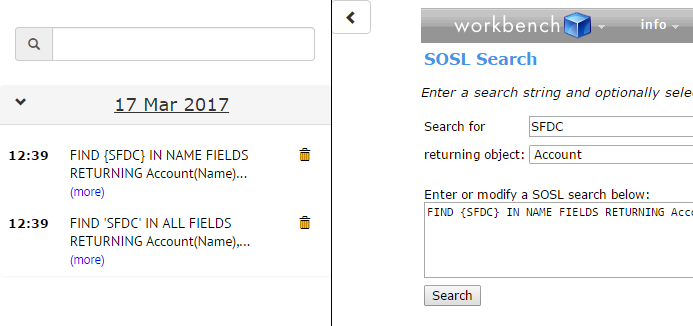 17 Mar 2017
12:39 FIND {SFDC} IN NAME FIELDS
RETURNING Account(Name)...
(more)
12:39 FIND 'SFDC' IN ALL FIELDS
RETURNING Account(Name),...
(more)
workbench info
SOSL Search
Enter a search string and optionally sele
Search for SFDC
returning object: Account
Enter or modify a SOSL search below:
FIND {SFDC} IN NAME FIELDS RETURNING Acco
Search